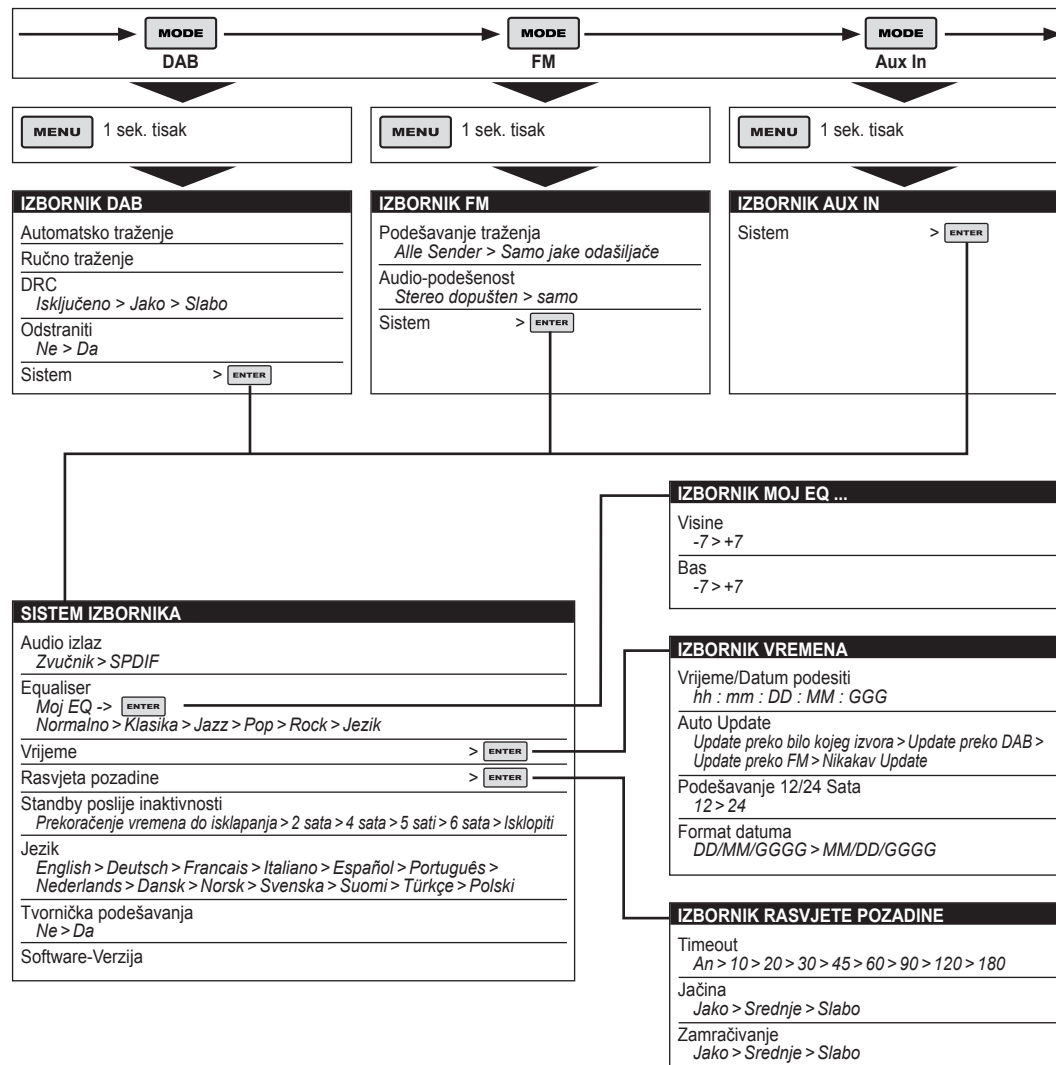 MODE
DAB
MODE
FM
MODE
Aux In
MENU 1 sek. tisak
MENU 1 sek. tisak
MENU 1 sek. tisak
IZBORNIK DAB
Automatsko traženje
Ručno traženje
DRC
Isključeno > Jako > Slabo
Odstraniti
Ne > Da
Sistem > ENTER
IZBORNIK FM
Podešavanje traženja
Alle Sender > Samo jake odašiljače
Audio-podešenost
Stereo dopušten > samo
Sistem > ENTER
IZBORNIK AUX IN
Sistem > ENTER
IZBORNIK MOJ EQ ...
Visine
-7 > +7
Bas
-7 > +7
SISTEM IZBORNIKA
Audio izlaz
Zvučnik > SPDIF
Equaliser
Moj EQ -> ENTER
Normalno > Klasika > Jazz > Pop > Rock > Jezik
Vrijeme > ENTER
Rasvjeta pozadine > ENTER
Standby poslije inaktivnosti
Prekoračenje vremena do isklapanja > 2 sata > 4 sata > 5 sati > 6 sata > Isklopiti
Jezik
English > Deutsch > Francais > Italiano > Español > Português >
Nederlands > Dansk > Norsk > Svenska > Suomi > Türkçe > Polski
Tvornička podešavanja
Ne > Da
Software-Verzija
IZBORNIK VREMENA
Vrijeme/Datum podesiti
hh : mm : DD : MM : GGG
Auto Update
Update preko bilo kojeg izvora > Update preko DAB >
Update preko FM > Nikakav Update
Podešavanje 12/24 Sata
12 > 24
Format datuma
DD/MM/GGGG > MM/DD/GGGG
IZBORNIK RASVJETE POZADINE
Timeout
An > 10 > 20 > 30 > 45 > 60 > 90 > 120 > 180
Jačina
Jako > Srednje > Slabo
Zamračivanje
Jako > Srednje > Slabo